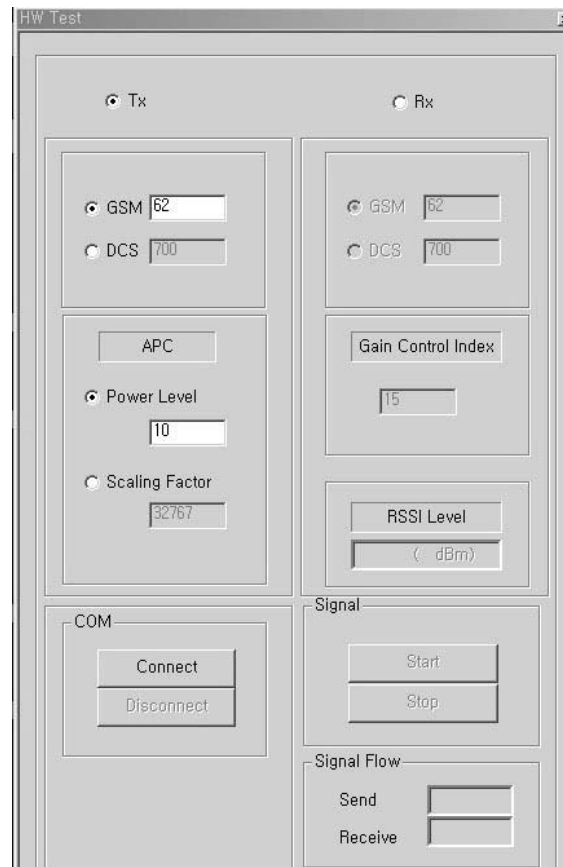 HW Test
Tx
Rx
GSM 62
DCS 700
GSM 62
DCS 700
APC
Power Level
10
Scaling Factor
32767
Gain Control Index
15
RSSI Level
( dBm)
COM
Connect
Disconnect
Signal
Start
Stop
Signal Flow
Send
Receive